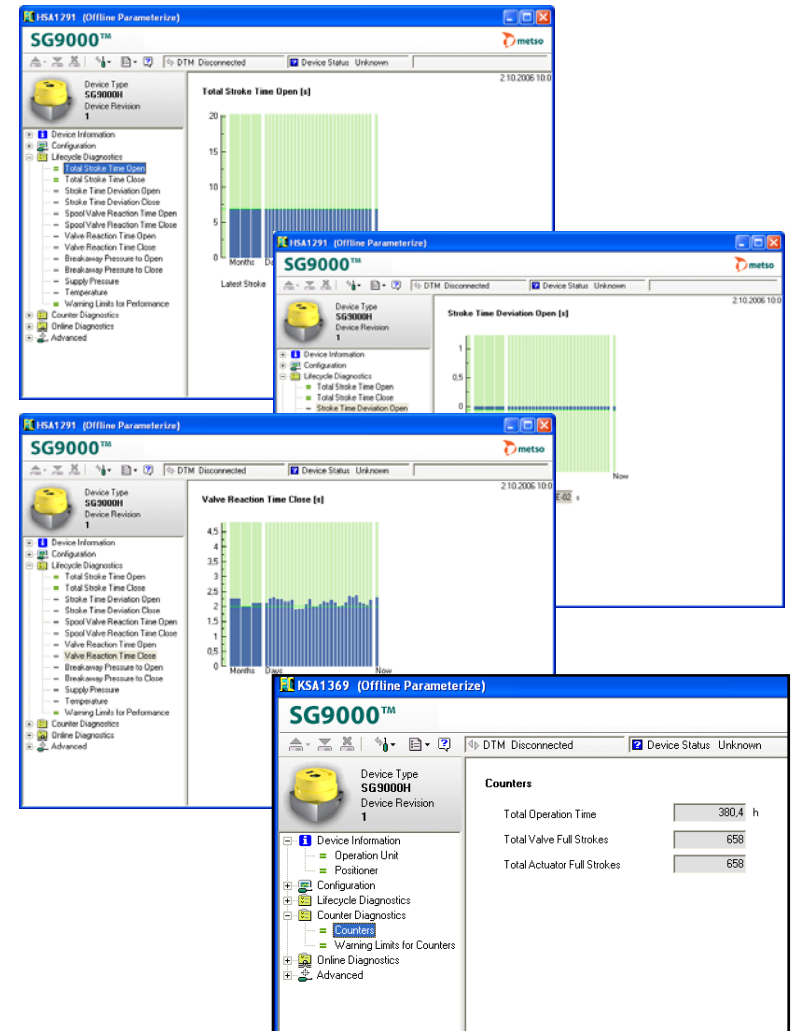 HSA1291 (Offline Parameterize)
SG9000™
metso
DTM Disconnected
Device Status Unknown
Device Type
SG9000H
Device Revision
1
Device Information
Configuration
Lifecycle Diagnostics
Total Stroke Time Open
Total Stroke Time Close
Stroke Time Deviation Open
Stroke Time Deviation Close
Spool Valve Reaction Time Open
Spool Valve Reaction Time Close
Valve Reaction Time Open
Valve Reaction Time Close
Breakaway Pressure to Open
Breakaway Pressure to Close
Supply Pressure
Temperature
Warning Limits for Performance
Counter Diagnostics
Online Diagnostics
Advanced
2.10.2006 10:0
Total Stroke Time Open [s]
20
15
10
5
0
Months
Latest Stroke
HSA1291 (Offline Parameterize)
SG9000™
metso
DTM Disconnected
Device Status Unknown
Device Type
SG9000H
Device Revision
1
Device Information
Configuration
Lifecycle Diagnostics
Total Stroke Time Open
Total Stroke Time Close
Stroke Time Deviation Open
2.10.2006 10:0
Stroke Time Deviation Open [s]
1
0,5
0
Now
E-02 s
HSA1291 (Offline Parameterize)
SG9000™
metso
DTM Disconnected
Device Status Unknown
Device Type
SG9000H
Device Revision
1
Device Information
Configuration
Lifecycle Diagnostics
Total Stroke Time Open
Total Stroke Time Close
Stroke Time Deviation Open
Stroke Time Deviation Close
Spool Valve Reaction Time Open
Spool Valve Reaction Time Close
Valve Reaction Time Open
Valve Reaction Time Close
Breakaway Pressure to Open
Breakaway Pressure to Close
Supply Pressure
Temperature
Warning Limits for Performance
Counter Diagnostics
Online Diagnostics
Advanced
2.10.2006 10:0
Valve Reaction Time Close [s]
4,5
4
3,5
3
2,5
2
1,5
1
0,5
0
Months Days Now
KSA1369 (Offline Parameterize)
SG9000™
DTM Disconnected
Device Status Unknown
Device Type
SG9000H
Device Revision
1
Device Information
Operation Unit
Positioner
Configuration
Lifecycle Diagnostics
Counter Diagnostics
Counters
Warning Limits for Counters
Online Diagnostics
Advanced
Counters
Total Operation Time 380,4 h
Total Valve Full Strokes 658
Total Actuator Full Strokes 658